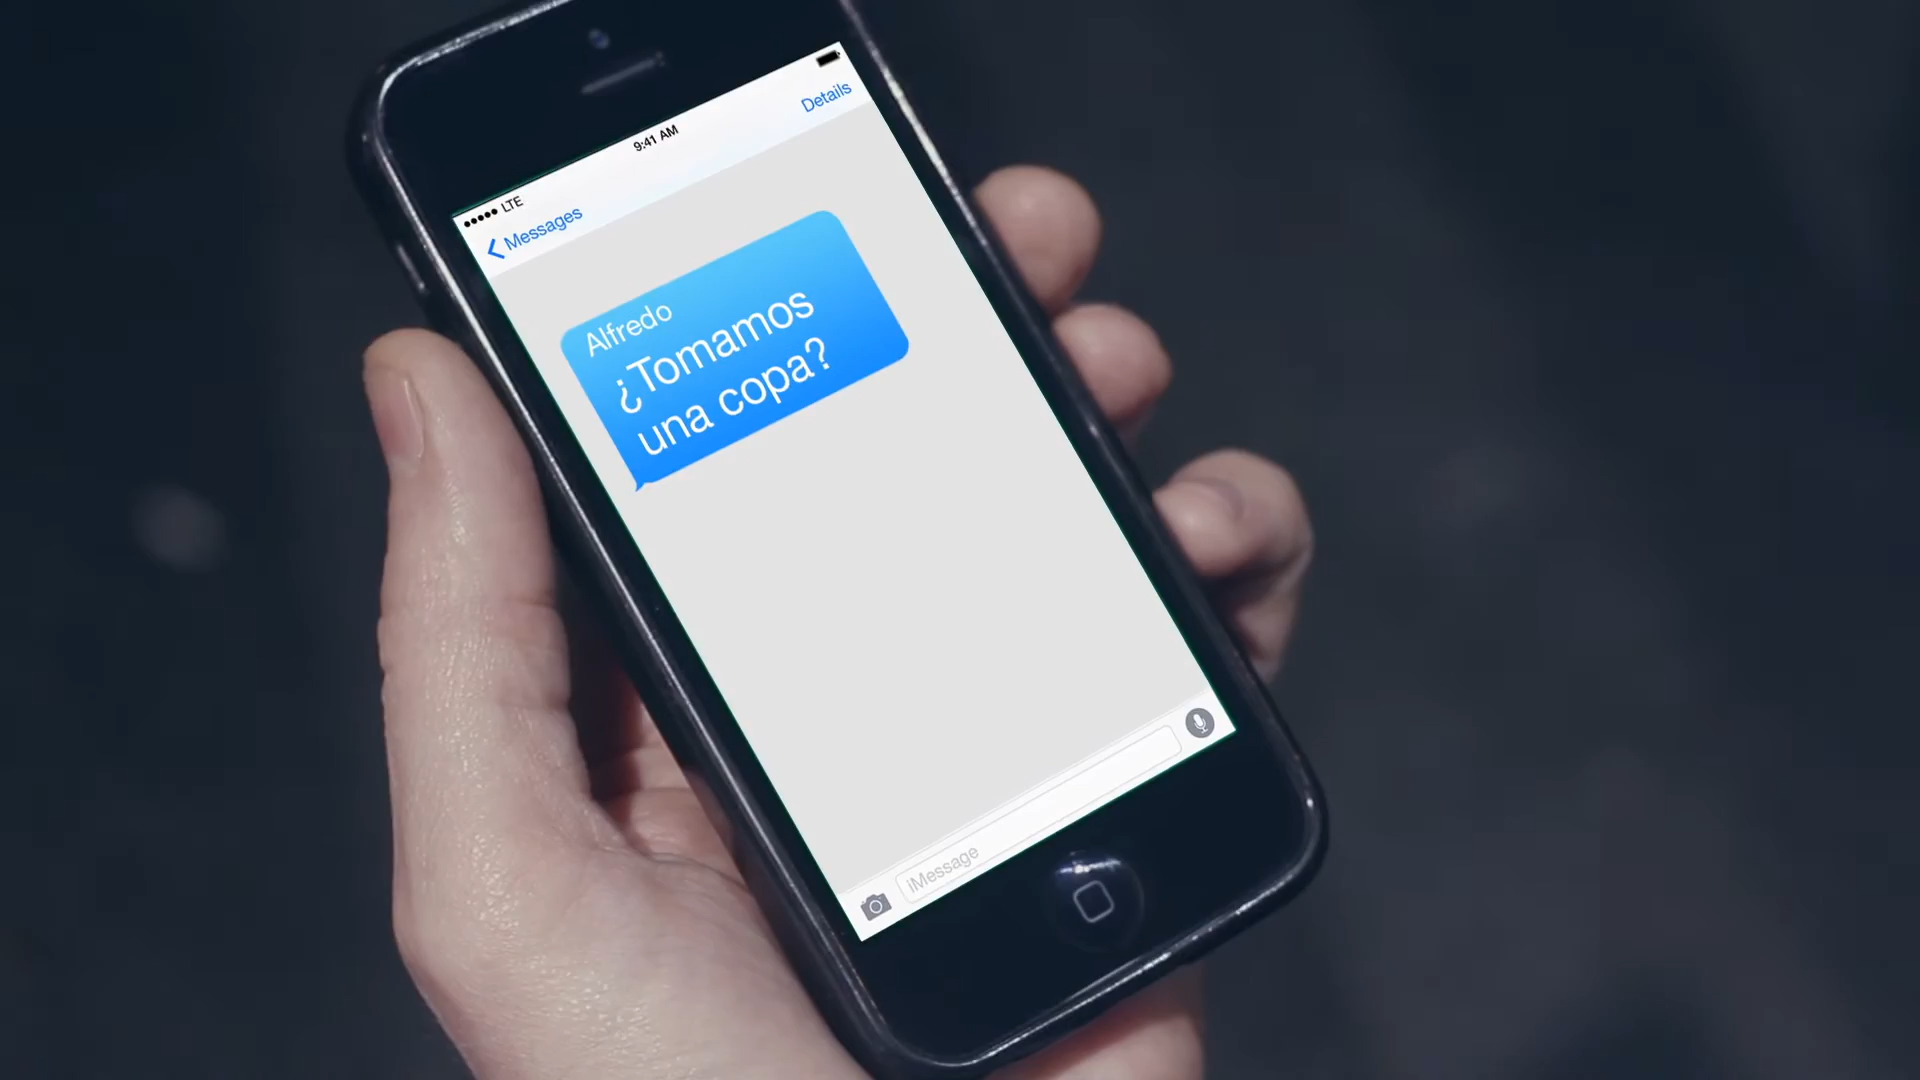 ●●●●● LTE
9:41 AM
Messages
Details
Alfredo
¿Tomamos
una copa?
iMessage